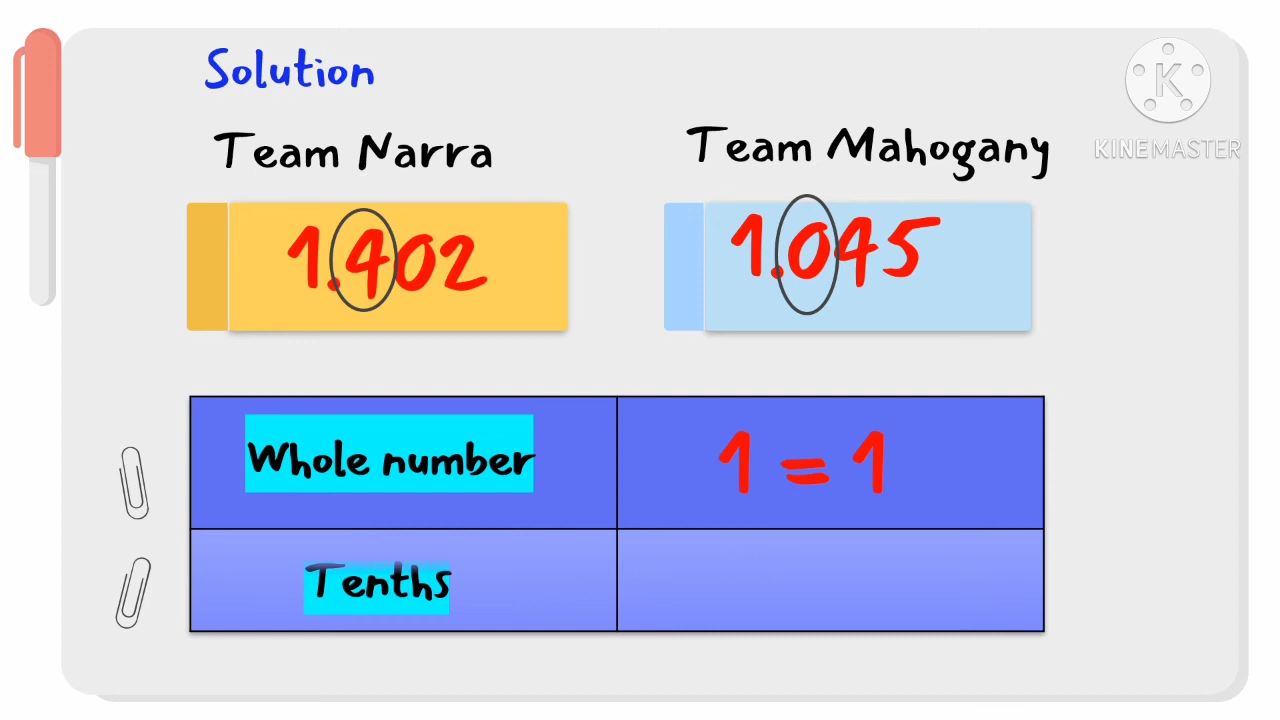 Solution
Team Narra
Team Mahogany
1.402
1.045
Whole number
1 = 1
Tenths
K
KINEMASTER